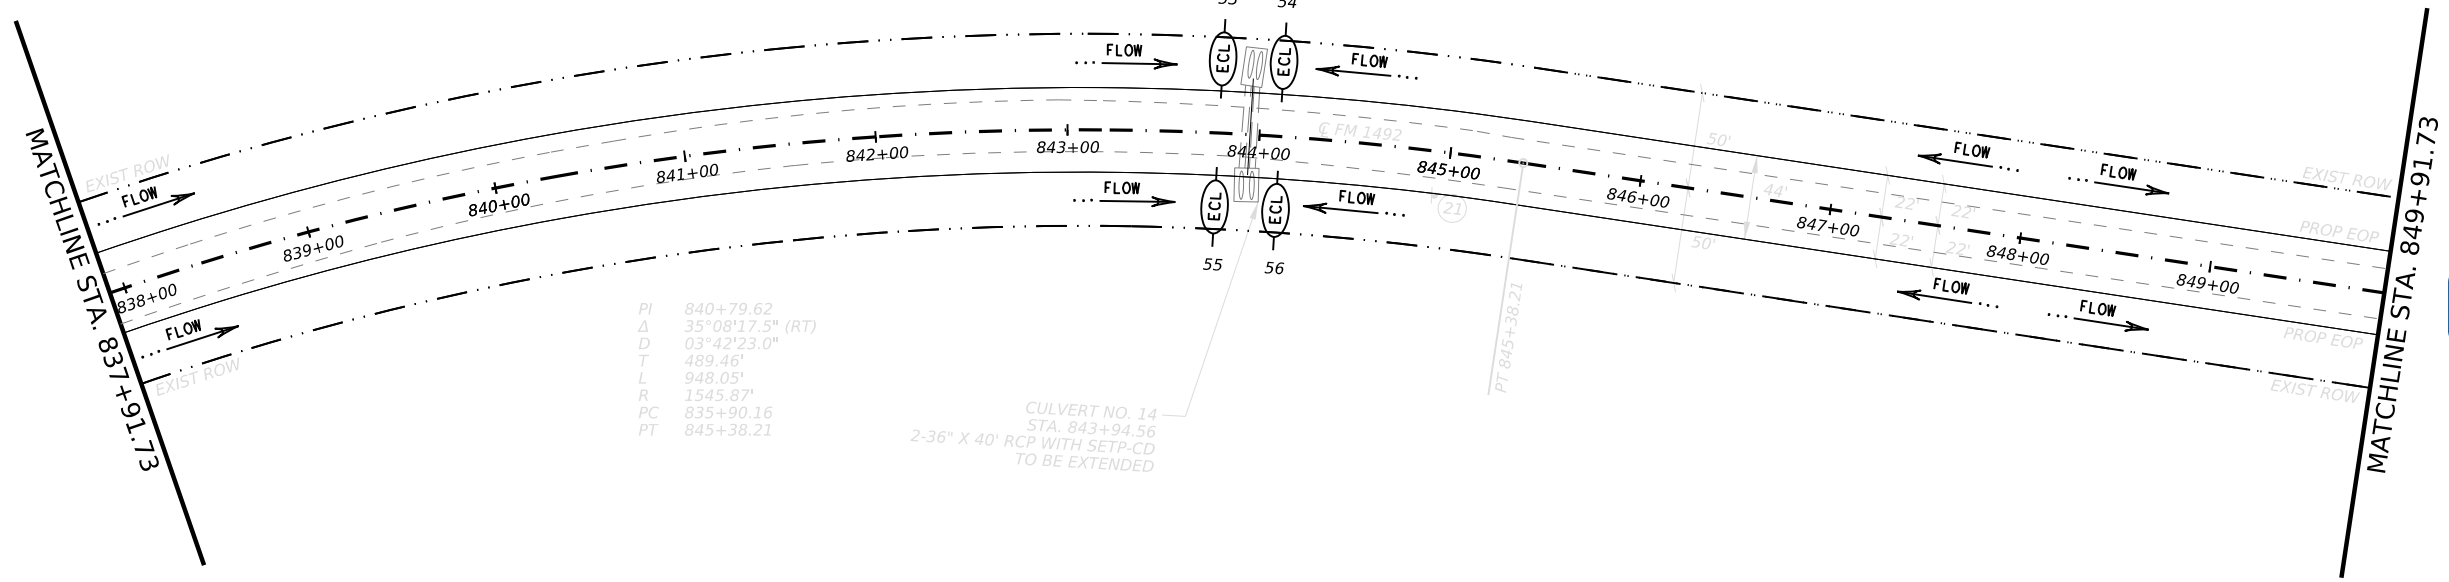 54
ECL
ECL
FLOW
FLOW
℄ FM 1492
50'
44'
22'
22'
22'
22'
50'
FLOW
FLOW
EXIST ROW
PROP EOP
MATCHLINE STA. 837+91.73
EXIST ROW
FLOW
838+00
839+00
840+00
841+00
842+00
843+00
844+00
845+00
846+00
847+00
848+00
849+00
MATCHLINE STA. 849+91.73
FLOW
EXIST ROW
FLOW
ECL
ECL
FLOW
55
56
21
PT 845+38.21
FLOW
FLOW
PROP EOP
EXIST ROW
PI 840+79.62
Δ 35°08'17.5" (RT)
D 03°42'23.0"
T 489.46'
L 948.05'
R 1545.87'
PC 835+90.16
PT 845+38.21
CULVERT NO. 14
STA. 843+94.56
2-36" X 40' RCP WITH SETP-CD
TO BE EXTENDED